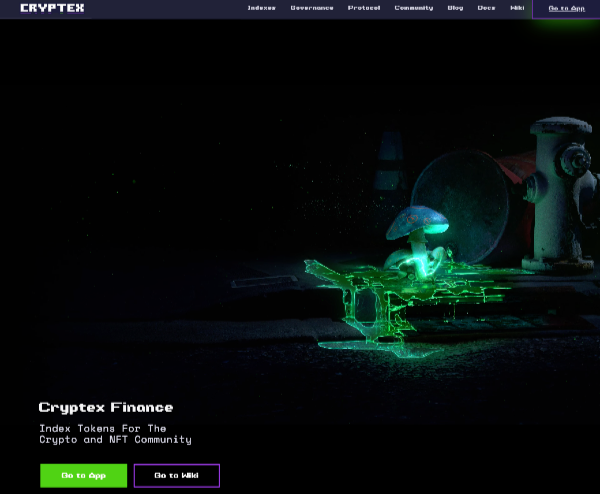 CRYPTEX
Indexes Governance Protocol Community Blog Docs Wiki Go to App
Cryptex Finance
Index Tokens For The
Crypto and NFT Community
Go to App Go to Wiki